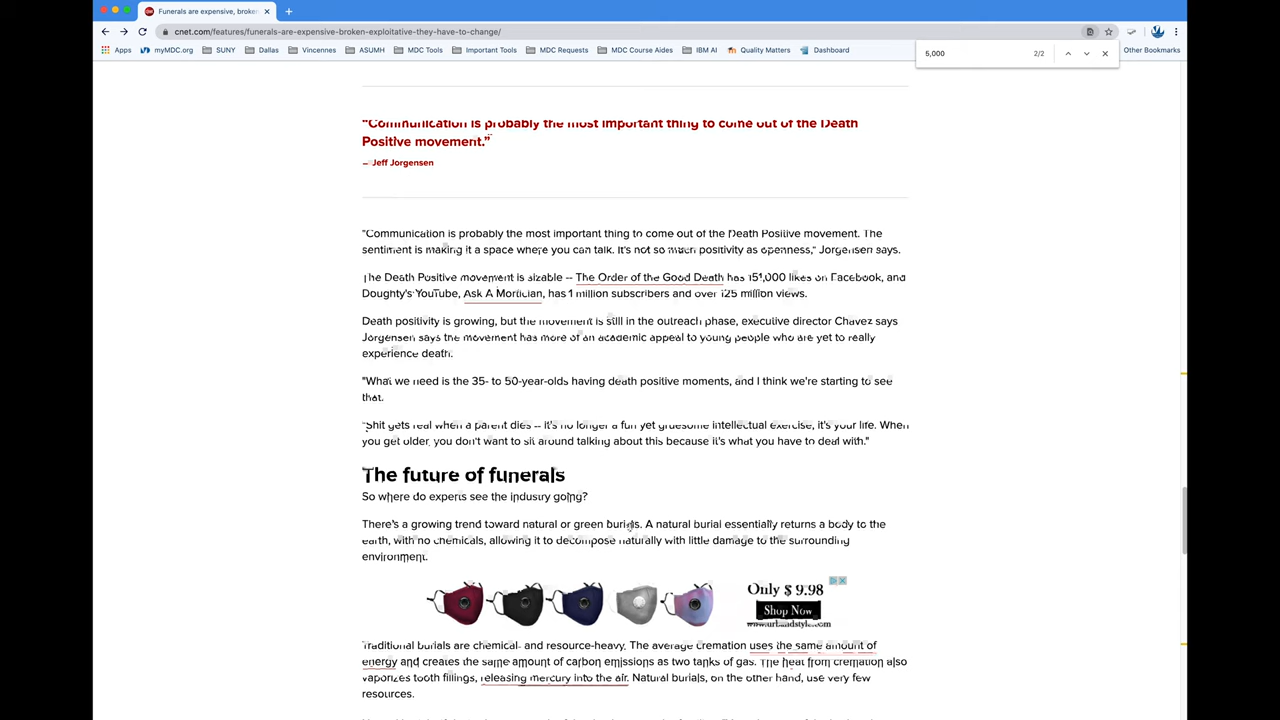 Funerals are expensive, broken
cnet.com/features/funerals-are-expensive-broken-exploitative-they-have-to-change/
Apps myMDC.org SUNY Dallas Vincennes ASUMH MDC Tools Important Tools MDC Requests MDC Course Aides IBM AI Quality Matters Dashboard Other Bookmarks
5,000 2/2
"Communication is probably the most important thing to come out of the Death
Positive movement."
-- Jeff Jorgensen
"Communication is probably the most important thing to come out of the Death Positive movement. The
sentiment is making it a space where you can talk. It's not so much positivity as openness," Jorgensen says.
The Death Positive movement is sizable -- The Order of the Good Death has 151,000 likes on Facebook, and
Doughty's YouTube, Ask A Mortician, has 1 million subscribers and over 125 million views.
Death positivity is growing, but the movement is still in the outreach phase, executive director Chavez says
Jorgensen says the movement has more of an academic appeal to young people who are yet to really
experience death.
"What we need is the 35- to 50-year-olds having death positive moments, and I think we're starting to see
that.
"Shit gets real when a parent dies -- it's no longer a fun yet gruesome intellectual exercise, it's your life. When
you get older, you don't want to sit around talking about this because it's what you have to deal with."
The future of funerals
So where do experts see the industry going?
There's a growing trend toward natural or green burials. A natural burial essentially returns a body to the
earth, with no chemicals, allowing it to decompose naturally with little damage to the surrounding
environment.
Only $ 9.98
Shop Now
www.urbandstyle.com
Traditional burials are chemical- and resource-heavy. The average cremation uses the same amount of
energy and creates the same amount of carbon emissions as two tanks of gas. The heat from cremation also
vaporizes tooth fillings, releasing mercury into the air. Natural burials, on the other hand, use very few
resources.